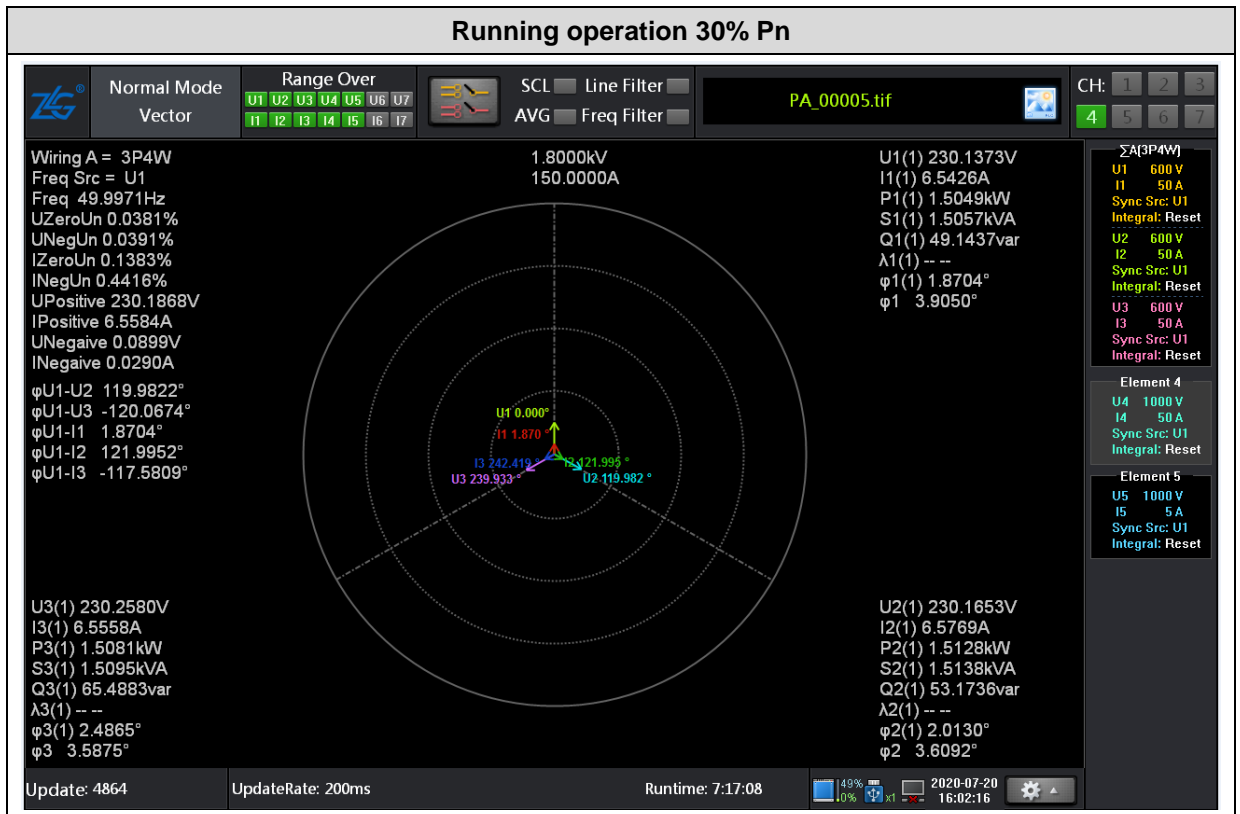 Running operation 30% Pn
ZLG®
Normal Mode
Vector
Range Over
U1 U2 U3 U4 U5 U6 U7
I1 I2 I3 I4 I5 I6 I7
SCL Line Filter
AVG Freq Filter
PA_00005.tif
CH: 1 2 3
4 5 6 7
Wiring A = 3P4W
Freq Src = U1
Freq 49.9971Hz
UZeroUn 0.0381%
UNegUn 0.0391%
IZeroUn 0.1383%
INegUn 0.4416%
UPositive 230.1868V
IPositive 6.5584A
UNegaive 0.0899V
INegaive 0.0290A
φU1-U2 119.9822°
φU1-U3 -120.0674°
φU1-I1 1.8704°
φU1-I2 121.9952°
φU1-I3 -117.5809°
1.8000kV
150.0000A
U1(1) 230.1373V
I1(1) 6.5426A
P1(1) 1.5049kW
S1(1) 1.5057kVA
Q1(1) 49.1437var
λ1(1) -- --
φ1(1) 1.8704°
φ1 3.9050°
U1 0.000°
I1 1.870 °
I3 242.419 °
I2 121.995 °
U3 239.933 °
U2 119.982 °
U3(1) 230.2580V
I3(1) 6.5558A
P3(1) 1.5081kW
S3(1) 1.5095kVA
Q3(1) 65.4883var
λ3(1) -- --
φ3(1) 2.4865°
φ3 3.5875°
U2(1) 230.1653V
I2(1) 6.5769A
P2(1) 1.5128kW
S2(1) 1.5138kVA
Q2(1) 53.1736var
λ2(1) -- --
φ2(1) 2.0130°
φ2 3.6092°
∑A(3P4W)
U1 600 V
I1 50 A
Sync Src: U1
Integral: Reset
U2 600 V
I2 50 A
Sync Src: U1
Integral: Reset
U3 600 V
I3 50 A
Sync Src: U1
Integral: Reset
Element 4
U4 1000 V
I4 50 A
Sync Src: U1
Integral: Reset
Element 5
U5 1000 V
I5 5 A
Sync Src: U1
Integral: Reset
Update: 4864
UpdateRate: 200ms
Runtime: 7:17:08
49%
0%
x1
2020-07-20
16:02:16